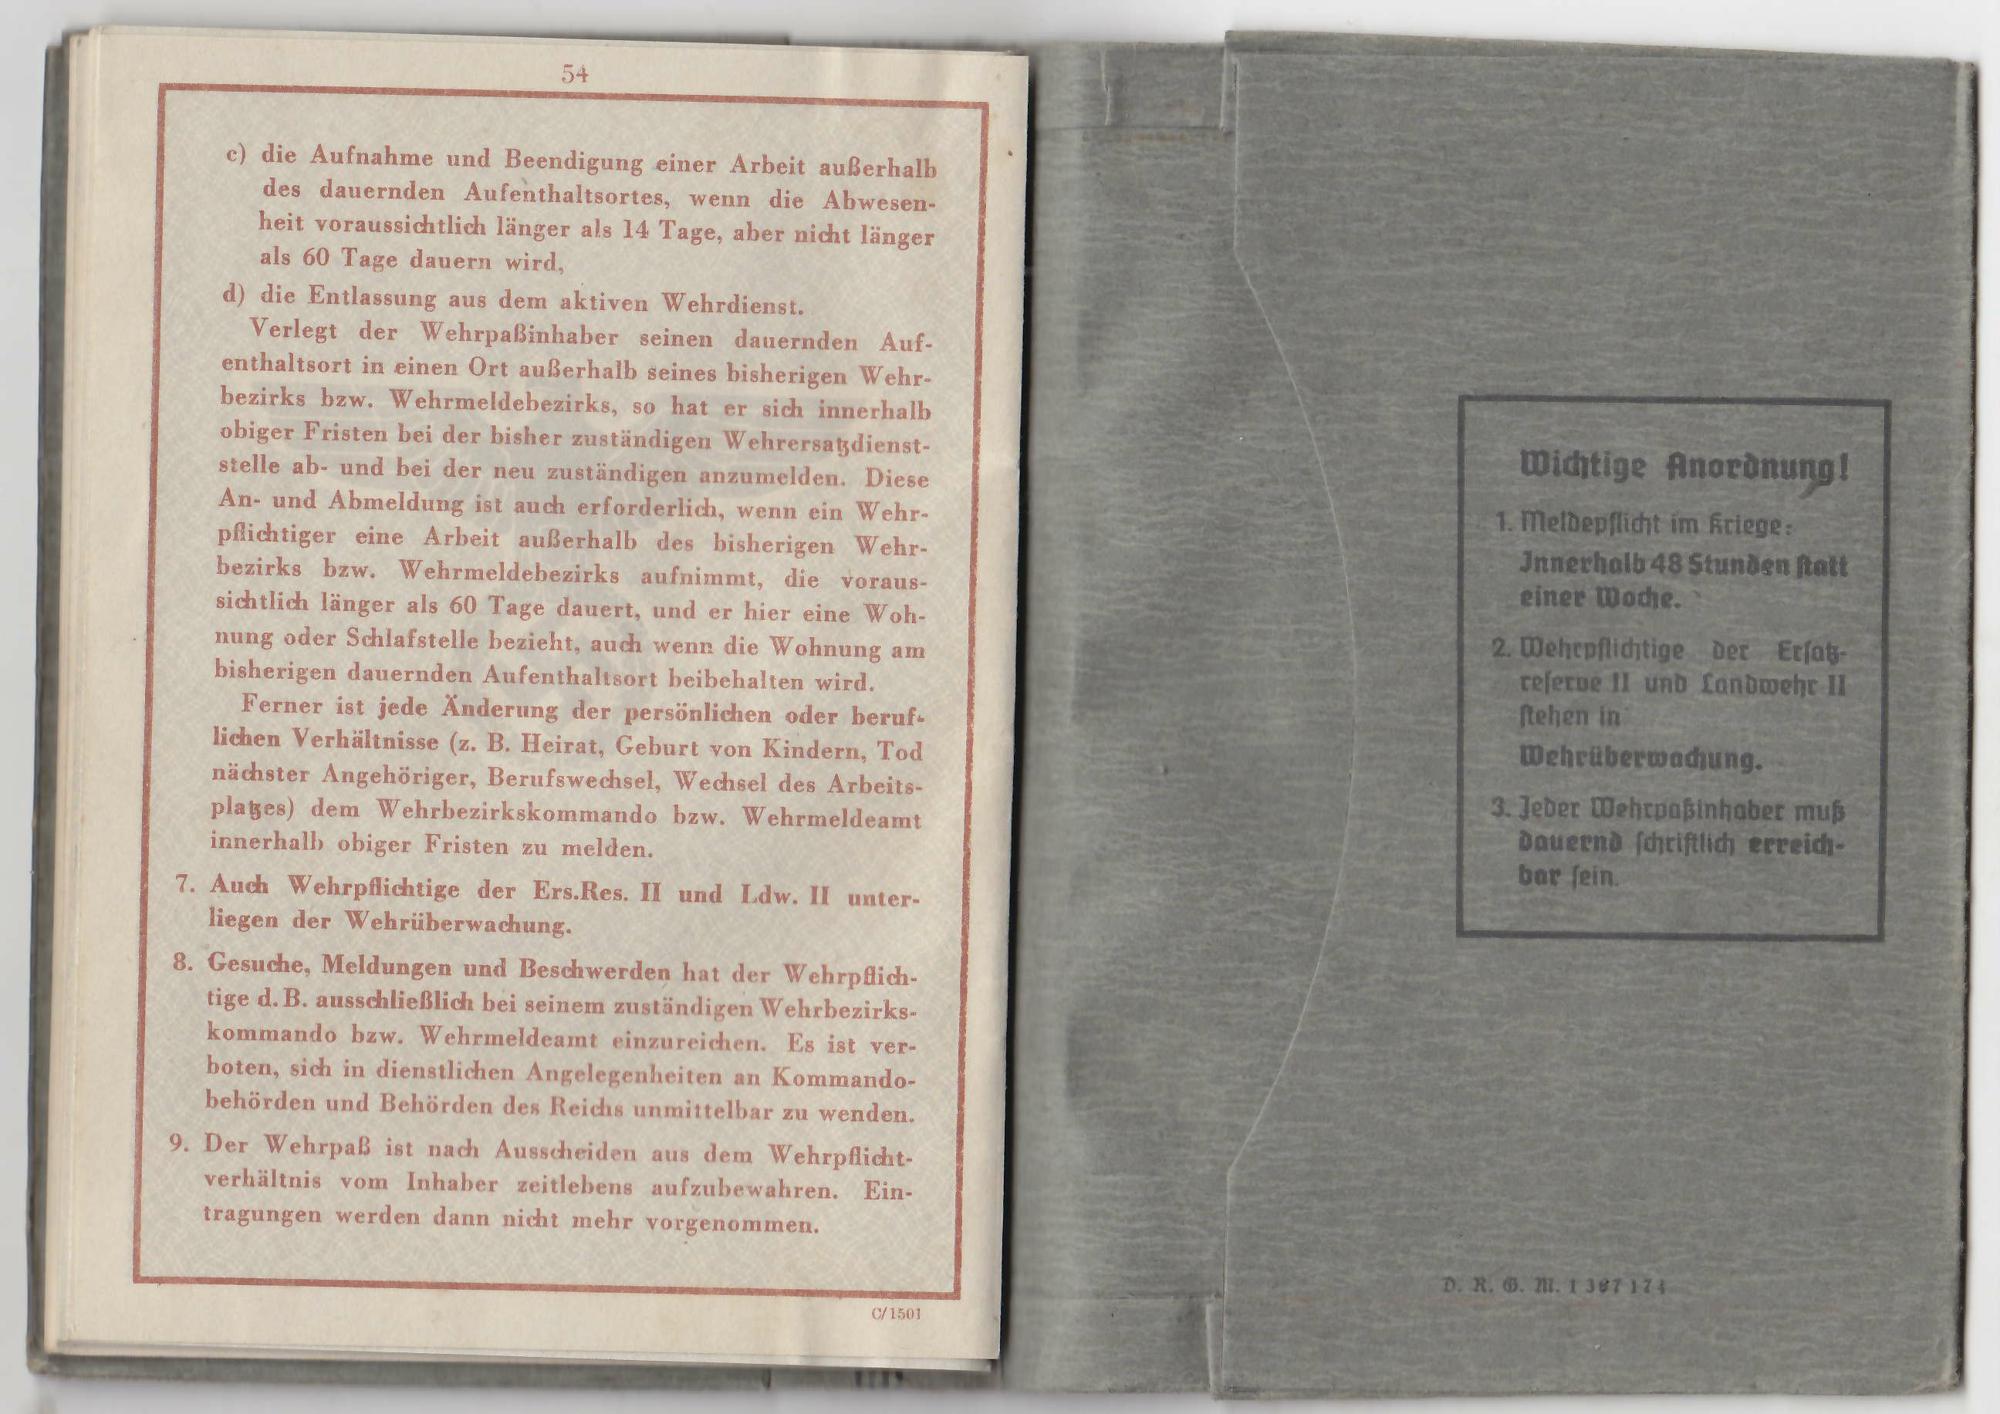 54
c) die Aufnahme und Beendigung einer Arbeit außerhalb
des dauernden Aufenthaltsortes, wenn die Abwesen-
heit voraussichtlich länger als 14 Tage, aber nicht länger
als 60 Tage dauern wird,
d) die Entlassung aus dem aktiven Wehrdienst.
Verlegt der Wehrpaßinhaber seinen dauernden Auf-
enthaltsort in einen Ort außerhalb seines bisherigen Wehr-
bezirks bzw. Wehrmeldebezirks, so hat er sich innerhalb
obiger Fristen bei der bisher zuständigen Wehrersatzdienst-
stelle ab- und bei der neu zuständigen anzumelden. Diese
An- und Abmeldung ist auch erforderlich, wenn ein Wehr-
pflichtiger eine Arbeit außerhalb des bisherigen Wehr-
bezirks bzw. Wehrmeldebezirks aufnimmt, die voraus-
sichtlich länger als 60 Tage dauert, und er hier eine Woh-
nung oder Schlafstelle bezieht, auch wenn die Wohnung am
bisherigen dauernden Aufenthaltsort beibehalten wird.
Ferner ist jede Änderung der persönlichen oder beruf-
lichen Verhältnisse (z. B. Heirat, Geburt von Kindern, Tod
nächster Angehöriger, Berufswechsel, Wechsel des Arbeits-
platzes) dem Wehrbezirkskommando bzw. Wehrmeldeamt
innerhalb obiger Fristen zu melden.
7. Auch Wehrpflichtige der Ers.Res. II und Ldw. II unter-
liegen der Wehrüberwachung.
8. Gesuche, Meldungen und Beschwerden hat der Wehrpflich-
tige d. B. ausschließlich bei seinem zuständigen Wehrbezirks-
kommando bzw. Wehrmeldeamt einzureichen. Es ist ver-
boten, sich in dienstlichen Angelegenheiten an Kommando-
behörden und Behörden des Reichs unmittelbar zu wenden.
9. Der Wehrpaß ist nach Ausscheiden aus dem Wehrpflicht-
verhältnis vom Inhaber zeitlebens aufzubewahren. Ein-
tragungen werden dann nicht mehr vorgenommen.
C/1501
Wichtige Anordnung!
1. Meldepflicht im Kriege:
Innerhalb 48 Stunden statt
einer Woche.
2. Wehrpflichtige der Ersatz-
reserve II und Landwehr II
stehen in
Wehrüberwachung.
3. Jeder Wehrpaßinhaber muß
dauernd schriftlich erreich-
bar sein.
D. R. G. M. 1 387 174